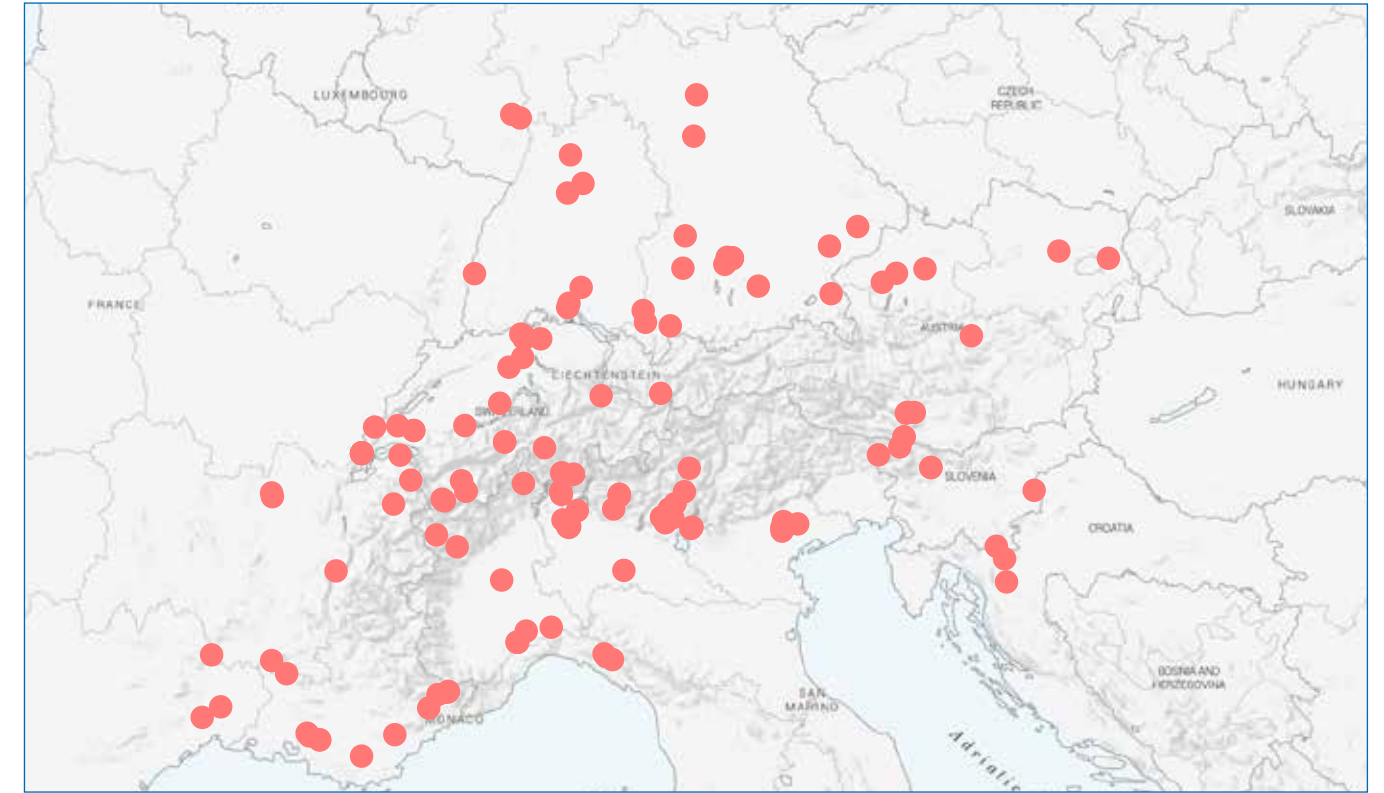 LUXEMBOURG
CZECH
REPUBLIC
SLOVAKIA
FRANCE
AUSTRIA
LIECHTENSTEIN
HUNGARY
SWITZERLAND
SLOVENIA
CROATIA
BOSNIA AND
HERZEGOVINA
SAN
MARINO
MONACO
Adriatic